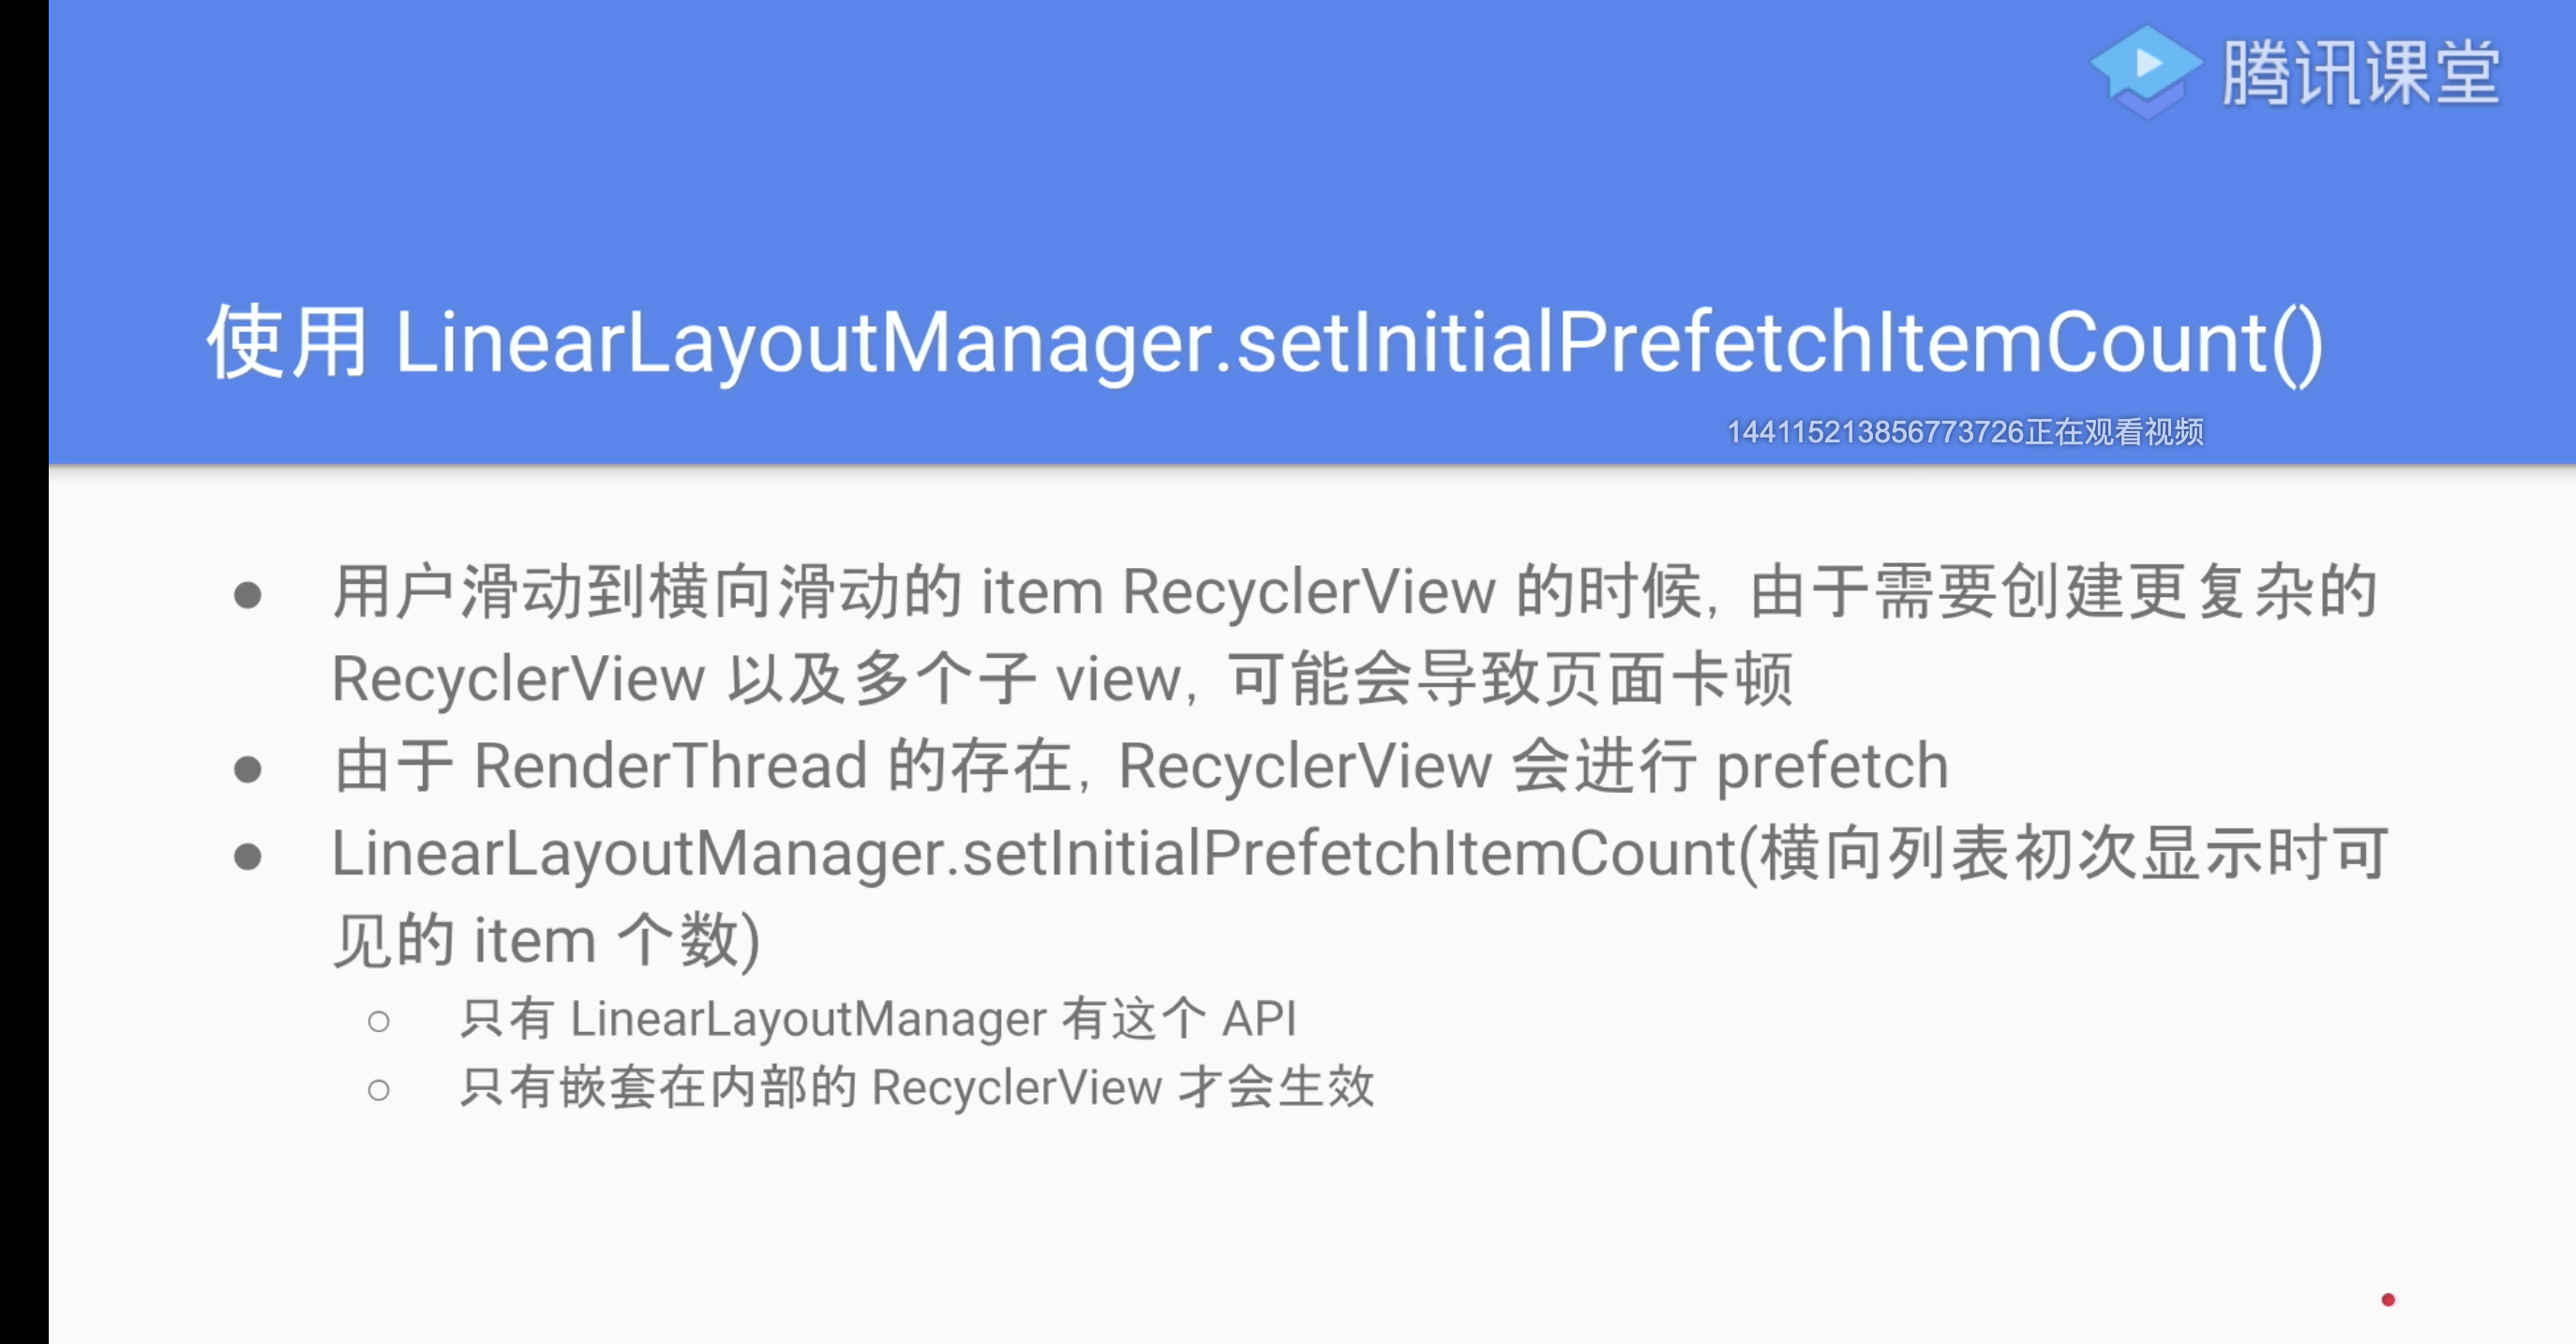 腾讯课堂
使用 LinearLayoutManager.setInitialPrefetchItemCount()
144115213856773726正在观看视频
● 用户滑动到横向滑动的 item RecyclerView 的时候, 由于需要创建更复杂的
RecyclerView 以及多个子 view, 可能会导致页面卡顿
● 由于 RenderThread 的存在, RecyclerView 会进行 prefetch
● LinearLayoutManager.setInitialPrefetchItemCount(横向列表初次显示时可
见的 item 个数)
○ 只有 LinearLayoutManager 有这个 API
○ 只有嵌套在内部的 RecyclerView 才会生效